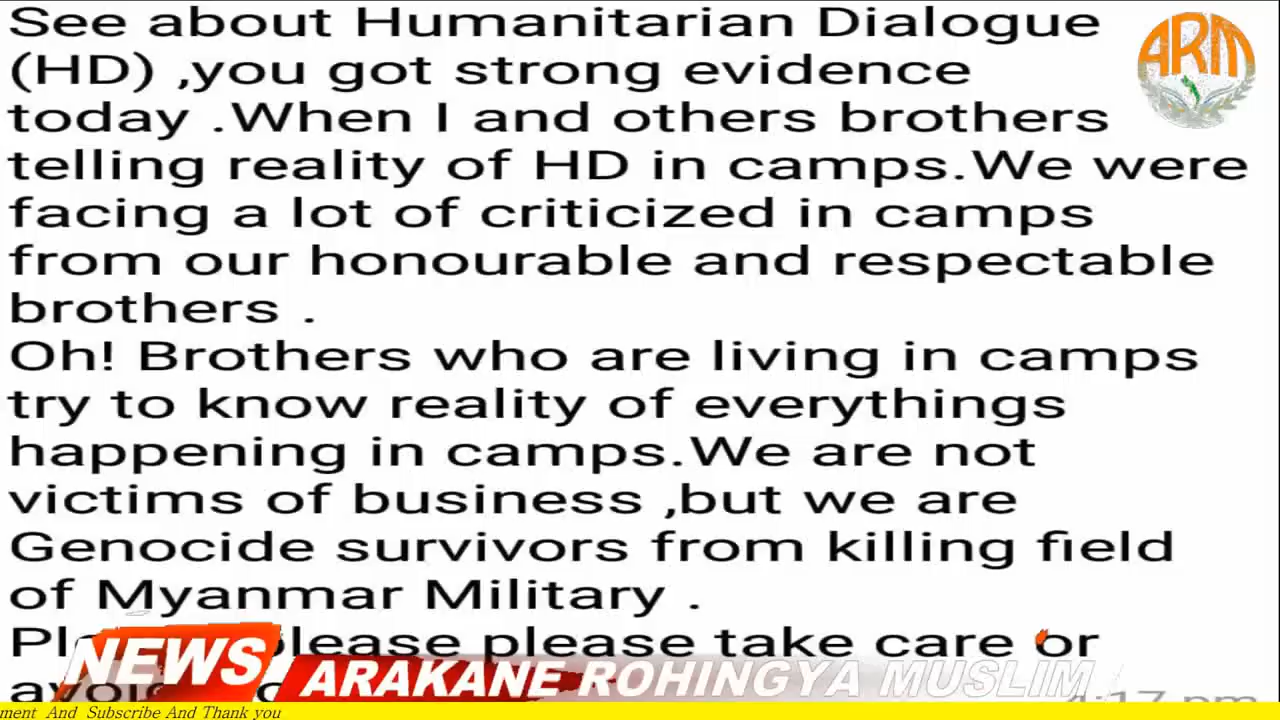 See about Humanitarian Dialogue
(HD) ,you got strong evidence
today .When I and others brothers
telling reality of HD in camps.We were
facing a lot of criticized in camps
from our honourable and respectable
brothers .
Oh! Brothers who are living in camps
try to know reality of everythings
happening in camps.We are not
victims of business ,but we are
Genocide survivors from killing field
of Myanmar Military .
please please take care or
ARM
NEWS
ARAKANE ROHINGYA MUSLIM
4:17 pm
ment And Subscribe And Thank you